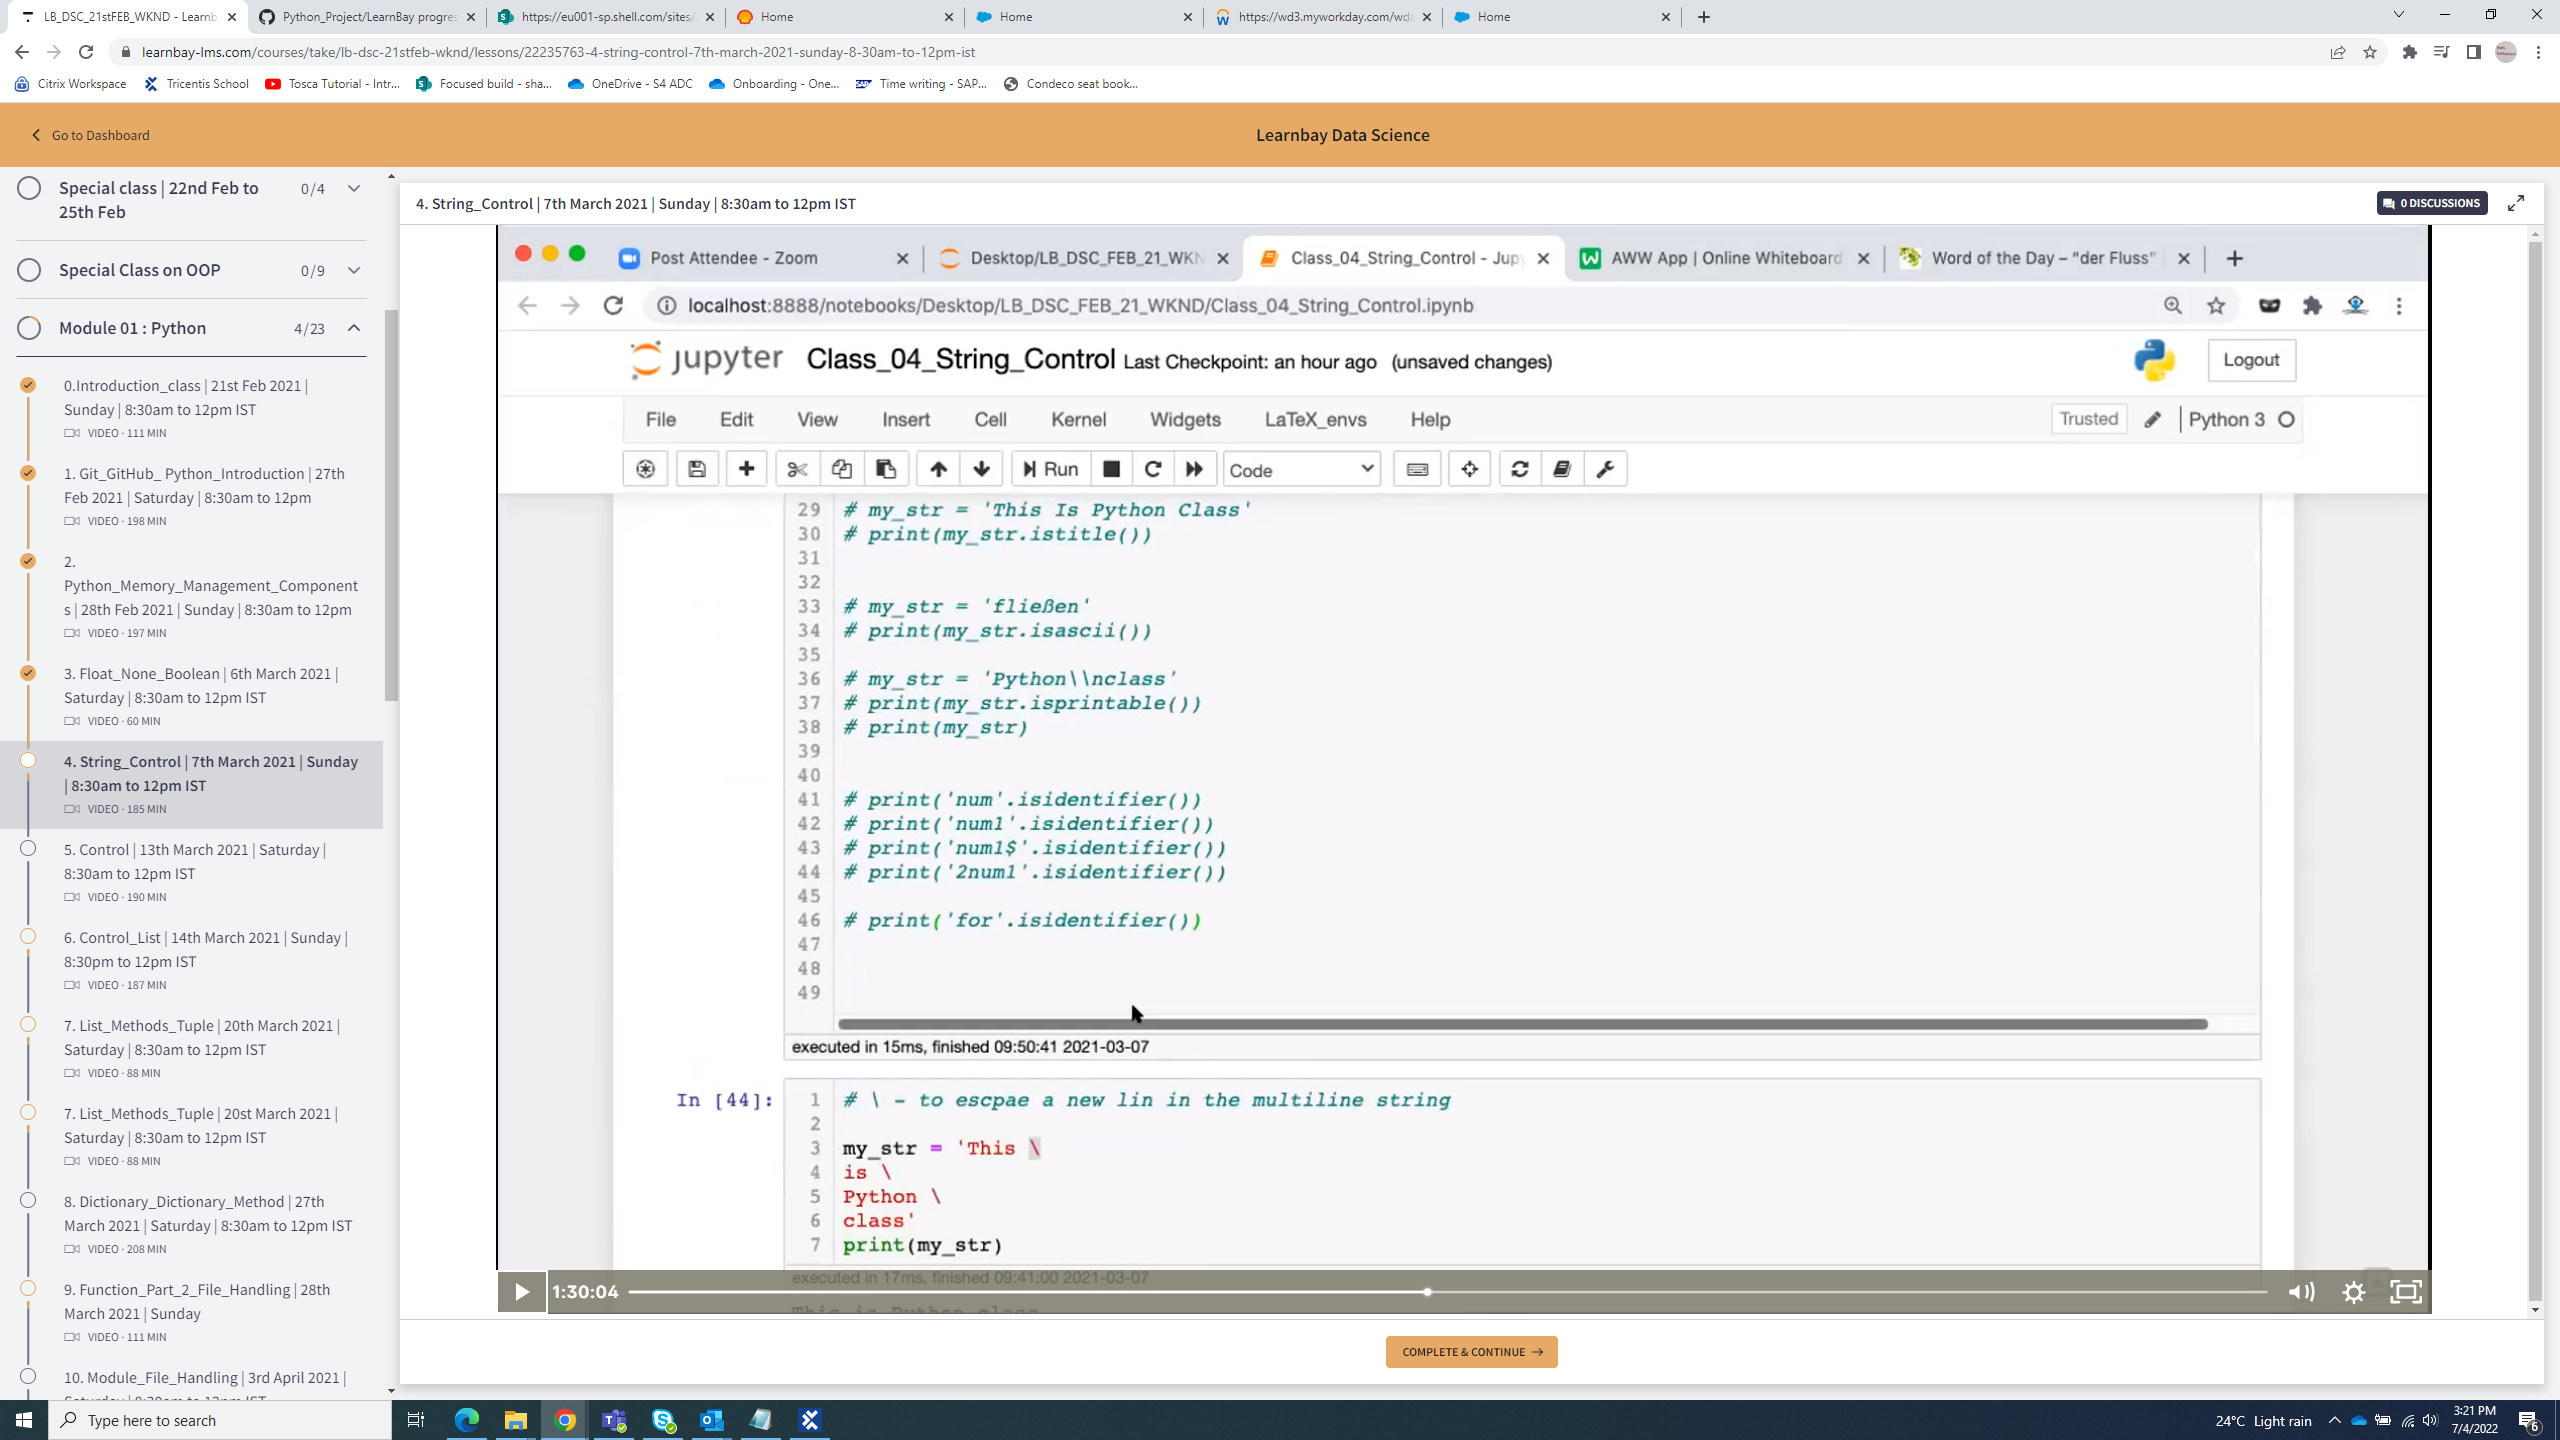 LB_DSC_21stFEB_WKND - Learnb
Python_Project/LearnBay progres
https://eu001-sp.shell.com/sites/
Home
Home
https://wd3.myworkday.com/wda
Home
learnbay-lms.com/courses/take/lb-dsc-21stfeb-wknd/lessons/22235763-4-string-control-7th-march-2021-sunday-8-30am-to-12pm-ist
Citrix Workspace
Tricentis School
Tosca Tutorial - Intr...
Focused build - sha...
OneDrive - S4 ADC
Onboarding - One...
Time writing - SAP...
Condeco seat book...
Go to Dashboard
Learnbay Data Science
Special class | 22nd Feb to
25th Feb
0/4
Special Class on OOP
0/9
Module 01 : Python
4/23
0.Introduction_class | 21st Feb 2021 |
Sunday | 8:30am to 12pm IST
VIDEO · 111 MIN
1. Git_GitHub_ Python_Introduction | 27th
Feb 2021 | Saturday | 8:30am to 12pm
VIDEO · 198 MIN
2.
Python_Memory_Management_Component
s | 28th Feb 2021 | Sunday | 8:30am to 12pm
VIDEO · 197 MIN
3. Float_None_Boolean | 6th March 2021 |
Saturday | 8:30am to 12pm IST
VIDEO · 60 MIN
4. String_Control | 7th March 2021 | Sunday
| 8:30am to 12pm IST
VIDEO · 185 MIN
5. Control | 13th March 2021 | Saturday |
8:30am to 12pm IST
VIDEO · 190 MIN
6. Control_List | 14th March 2021 | Sunday |
8:30pm to 12pm IST
VIDEO · 187 MIN
7. List_Methods_Tuple | 20th March 2021 |
Saturday | 8:30am to 12pm IST
VIDEO · 88 MIN
7. List_Methods_Tuple | 20st March 2021 |
Saturday | 8:30am to 12pm IST
VIDEO · 88 MIN
8. Dictionary_Dictionary_Method | 27th
March 2021 | Saturday | 8:30am to 12pm IST
VIDEO · 208 MIN
9. Function_Part_2_File_Handling | 28th
March 2021 | Sunday
VIDEO · 111 MIN
10. Module_File_Handling | 3rd April 2021 |
Saturday | 8:30am to 12pm IST
4. String_Control | 7th March 2021 | Sunday | 8:30am to 12pm IST
0 DISCUSSIONS
Post Attendee - Zoom
Desktop/LB_DSC_FEB_21_WKN
Class_04_String_Control - Jupy
AWW App | Online Whiteboard
Word of the Day – “der Fluss”
localhost:8888/notebooks/Desktop/LB_DSC_FEB_21_WKND/Class_04_String_Control.ipynb
jupyter Class_04_String_Control Last Checkpoint: an hour ago (unsaved changes)
Logout
File Edit View Insert Cell Kernel Widgets LaTeX_envs Help
Trusted
Python 3
Run
Code
29 # my_str = 'This Is Python Class'
30 # print(my_str.istitle())
31
32
33 # my_str = 'fließen'
34 # print(my_str.isascii())
35
36 # my_str = 'Python\\nclass'
37 # print(my_str.isprintable())
38 # print(my_str)
39
40
41 # print('num'.isidentifier())
42 # print('num1'.isidentifier())
43 # print('num1$'.isidentifier())
44 # print('2num1'.isidentifier())
45
46 # print('for'.isidentifier())
47
48
49
executed in 15ms, finished 09:50:41 2021-03-07
In [44]:
1 # \ - to escpae a new lin in the multiline string
2
3 my_str = 'This \
4 is \
5 Python \
6 class'
7 print(my_str)
executed in 17ms, finished 09:41:00 2021-03-07
This is Python class
1:30:04
COMPLETE & CONTINUE
Type here to search
24°C Light rain
3:21 PM
7/4/2022
6